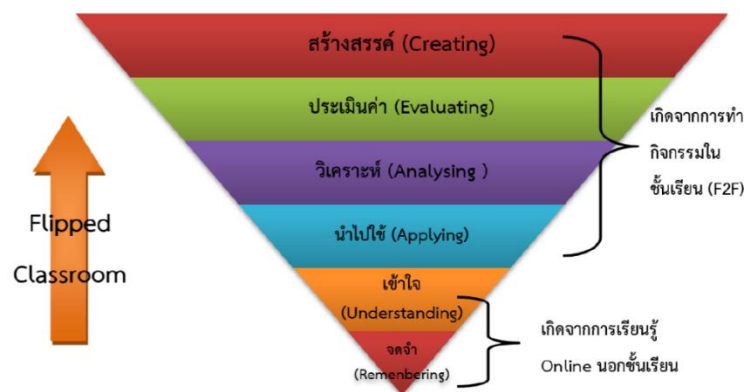 สร้างสรรค์ (Creating)
ประเมินค่า (Evaluating)
วิเคราะห์ (Analysing )
นำไปใช้ (Applying)
เข้าใจ
(Understanding)
จดจำ
(Remenbering)
เกิดจากการทำ
กิจกรรมใน
ชั้นเรียน (F2F)
เกิดจากการเรียนรู้
Online นอกชั้นเรียน
Flipped
Classroom